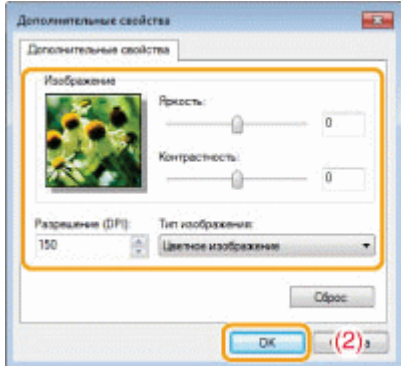 Дополнительные свойства
Дополнительные свойства
Изображение
Яркость:
0
Контрастность:
0
Разрешение (DPI):
Тип изображения:
150
Цветное изображение
Сброс
OK
(2)